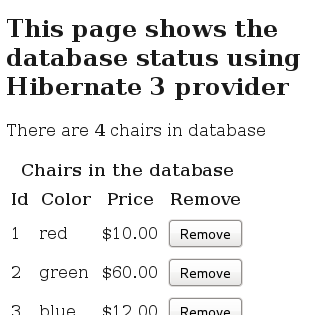 This page shows the
database status using
Hibernate 3 provider
There are 4 chairs in database
Chairs in the database
Id Color Price Remove
1 red $10.00 Remove
2 green $60.00 Remove
3 blue $12.00 Remove